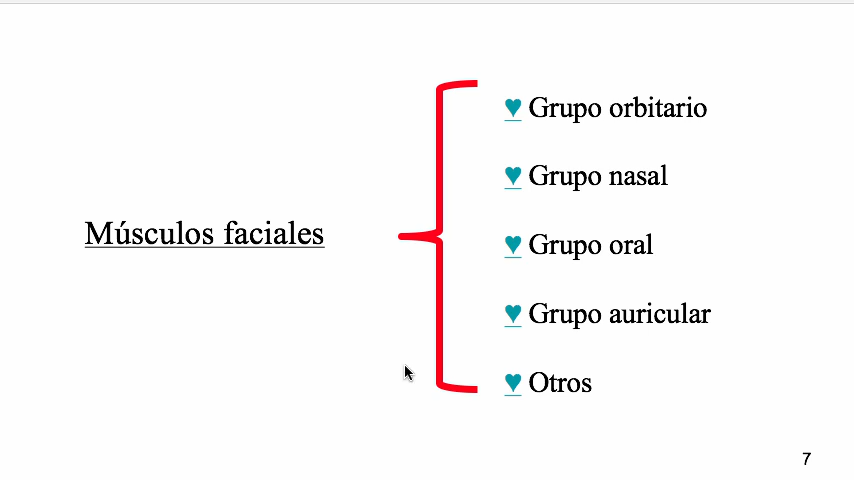 Músculos faciales
♥ Grupo orbitario
♥ Grupo nasal
♥ Grupo oral
♥ Grupo auricular
♥ Otros
7